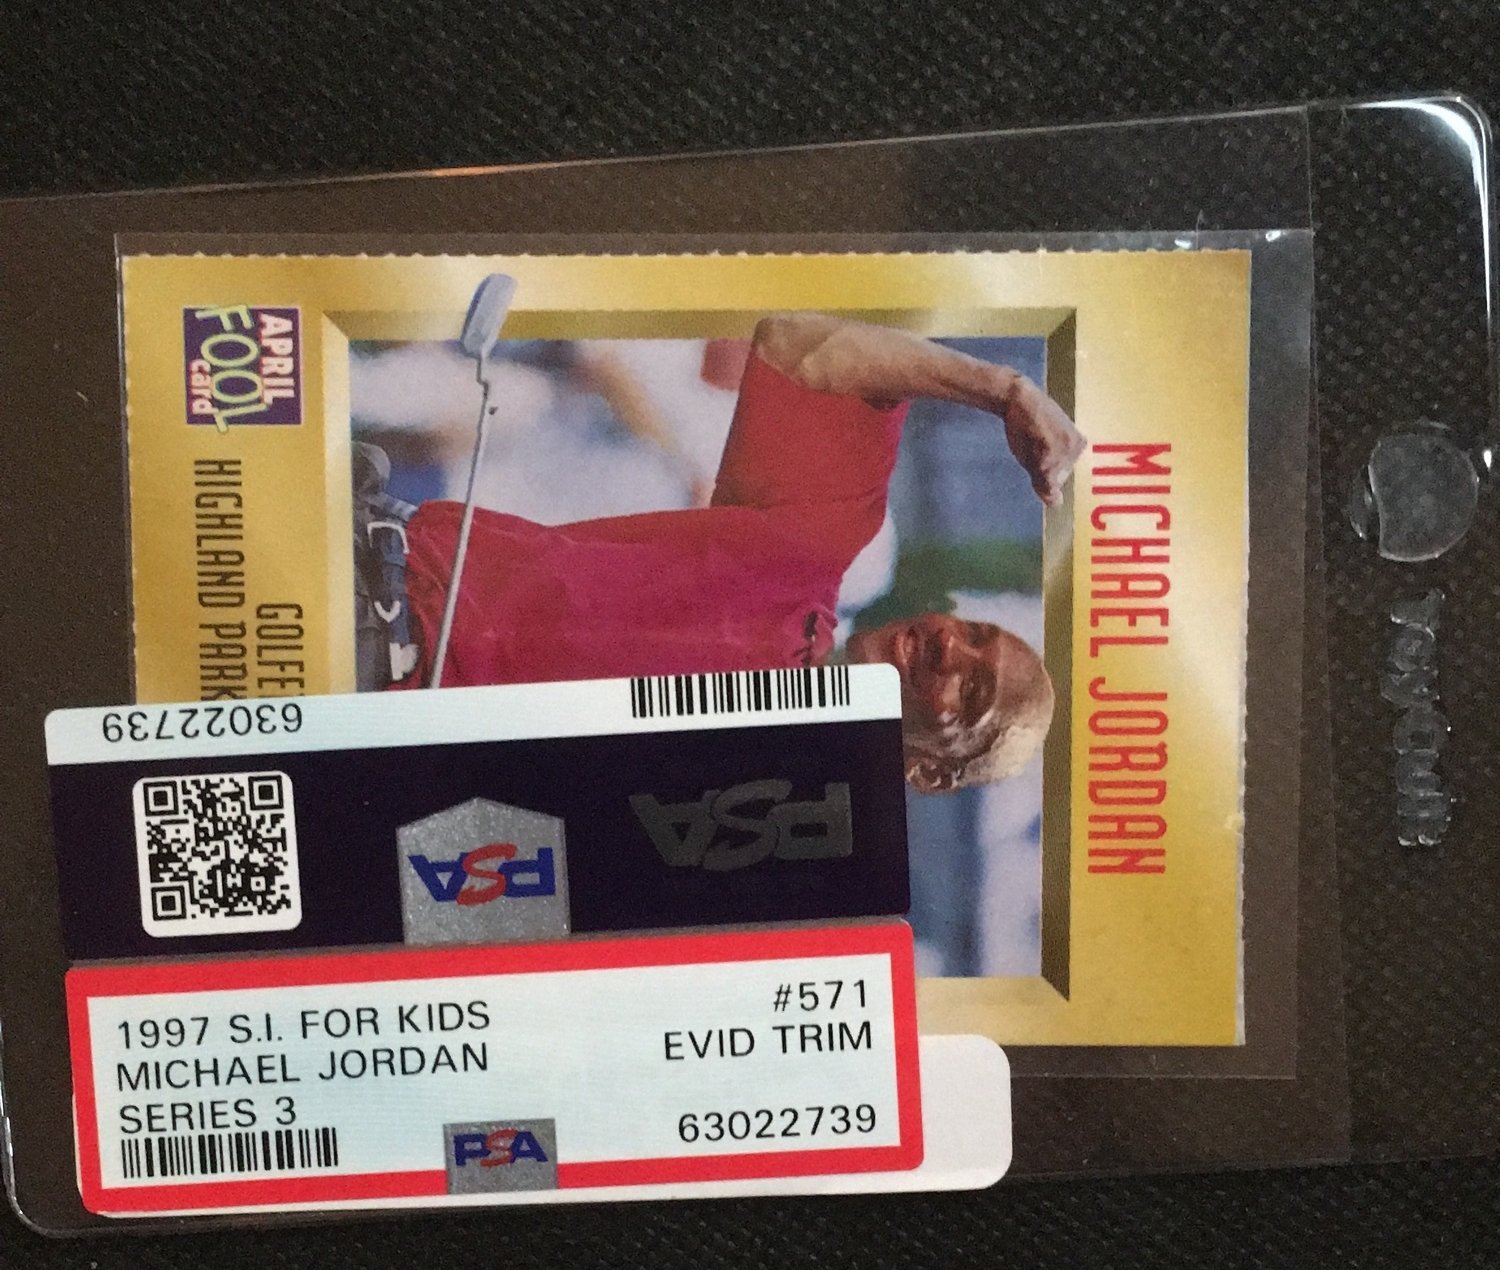 MICHAEL JORDAN
APRIL
FOOL
card
GOLFE
HIGHLAND PARK
63022739
PSA
PSA
1997 S.I. FOR KIDS
MICHAEL JORDAN
SERIES 3
#571
EVID TRIM
63022739
PSA